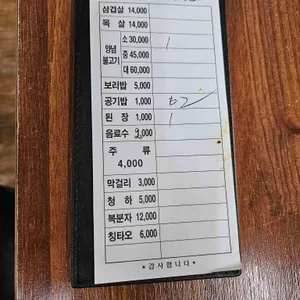 삼겹살 14,000
목 살 14,000
양념 불고기
소 30,000 1
중 45,000
대 60,000
보리밥 5,000
공기밥 1,000
된 장 1,000 1
음료수 2,000
주 류 4,000
막걸리 3,000
청 하 5,000
복분자 12,000
칭타오 6,000
* 감 사 합 니 다 *